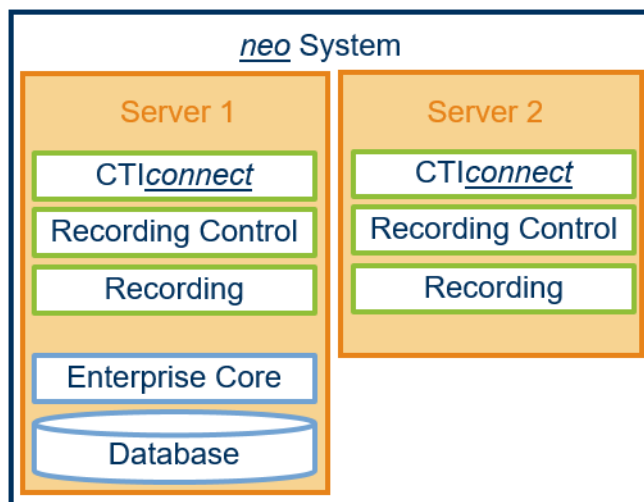 neo System
Server 1
CTIconnect
Recording Control
Recording
Enterprise Core
Database
Server 2
CTIconnect
Recording Control
Recording